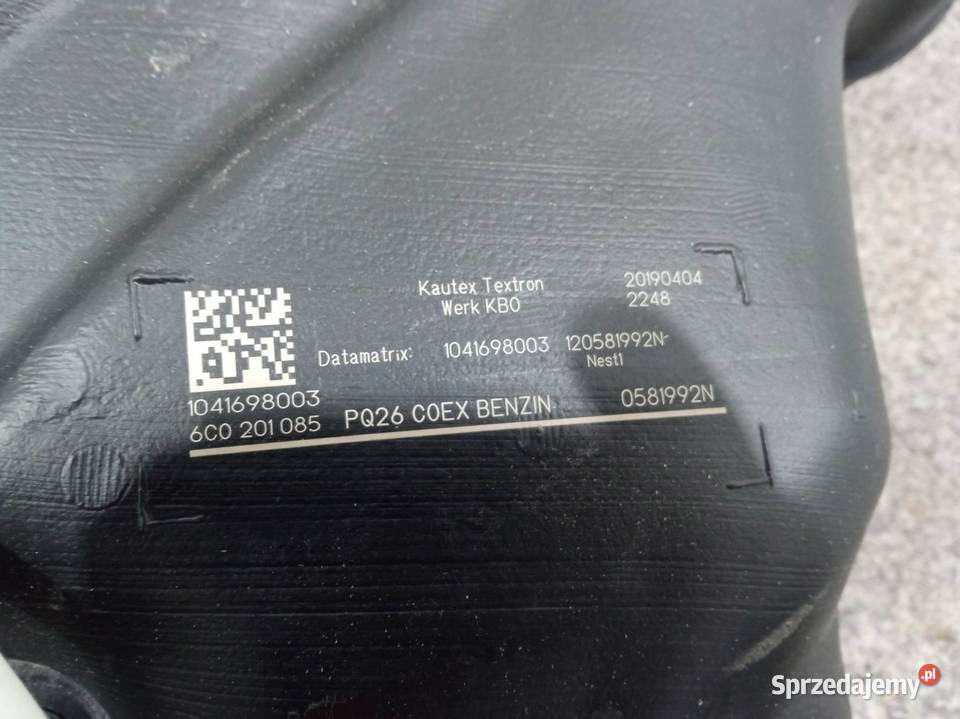 Kautex Textron 20190404
Werk KBO 2248
Datamatrix: 1041698003 120581992N-
Nest1
1041698003
6C0 201 085 PQ26 COEX BENZIN 0581992N
Sprzedajemy.pl